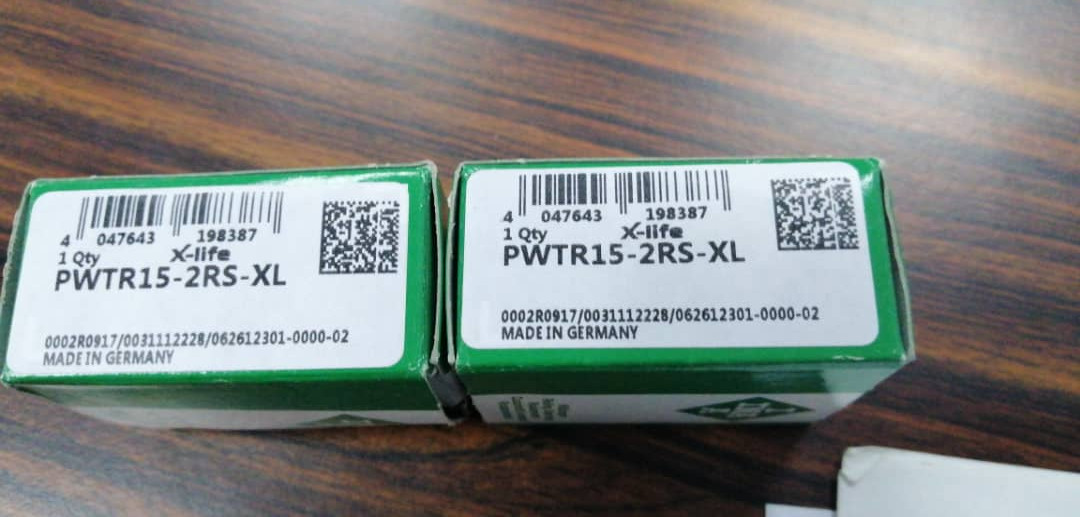 4 047643 198387
1 Qty X-life
PWTR15-2RS-XL
0002R0917/0031112228/062612301-0000-02
MADE IN GERMANY
4 047643 198387
1 Qty X-life
PWTR15-2RS-XL
0002R0917/0031112228/062612301-0000-02
MADE IN GERMANY